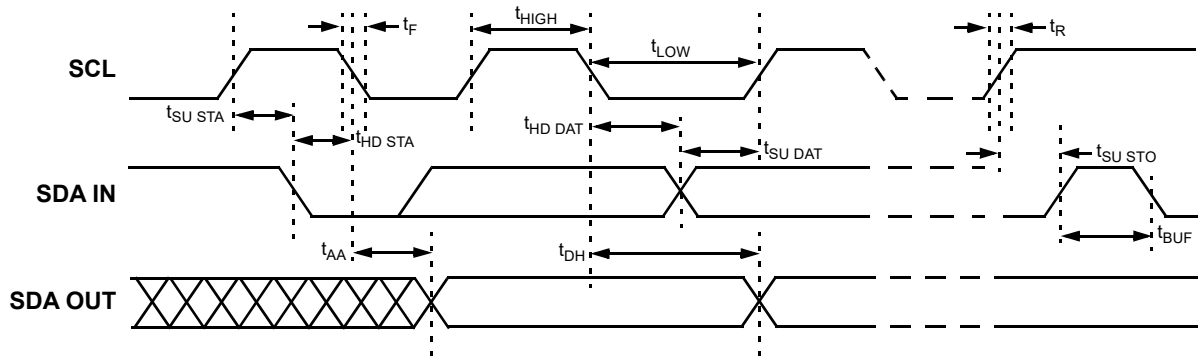 tHIGH
tF
tR
tLOW
SCL
tSU STA
tHD STA
tHD DAT
tSU DAT
tSU STO
SDA IN
tAA
tDH
tBUF
SDA OUT